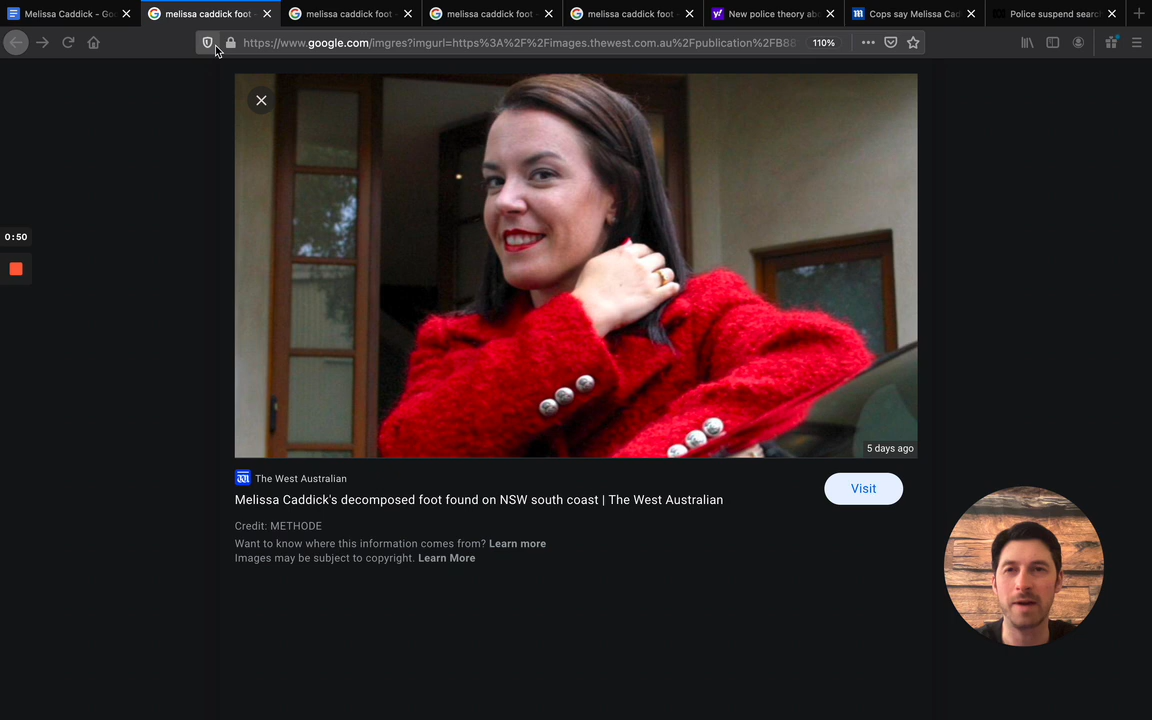 Melissa Caddick - Goo
melissa caddick foot -
melissa caddick foot -
melissa caddick foot -
melissa caddick foot -
New police theory abo
Cops say Melissa Cad
Police suspend searc
https://www.google.com/imgres?imgurl=https%3A%2F%2Fimages.thewest.com.au%2Fpublication%2FB88
110%
0:50
5 days ago
The West Australian
Melissa Caddick's decomposed foot found on NSW south coast | The West Australian
Visit
Credit: METHODE
Want to know where this information comes from? Learn more
Images may be subject to copyright. Learn More